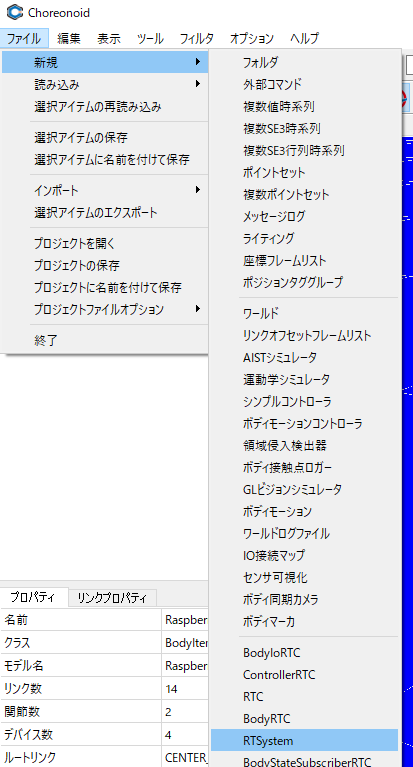 Choreonoid
ファイル 編集 表示 ツール フィルタ オプション ヘルプ
新規
読み込み
選択アイテムの再読み込み
選択アイテムの保存
選択アイテムに名前を付けて保存
インポート
選択アイテムのエクスポート
プロジェクトを開く
プロジェクトの保存
プロジェクトに名前を付けて保存
プロジェクトファイルオプション
終了
フォルダ
外部コマンド
複数値時系列
複数SE3時系列
複数SE3行列時系列
ポイントセット
複数ポイントセット
メッセージログ
ライティング
座標フレームリスト
ポジションタググループ
ワールド
リンクオフセットフレームリスト
AISTシミュレータ
運動学シミュレータ
シンプルコントローラ
ボディモーションコントローラ
領域侵入検出器
ボディ接触点ロガー
GLビジョンシミュレータ
ボディモーション
ワールドログファイル
IO接続マップ
センサ可視化
ボディ同期カメラ
ボディマーカ
BodyIoRTC
ControllerRTC
RTC
BodyRTC
RTSystem
BodyStateSubscriberRTC
プロパティ リンクプロパティ
名前 Raspber
クラス BodyIter
モデル名 Raspber
リンク数 14
関節数 2
デバイス数 4
ルートリンク CENTER_